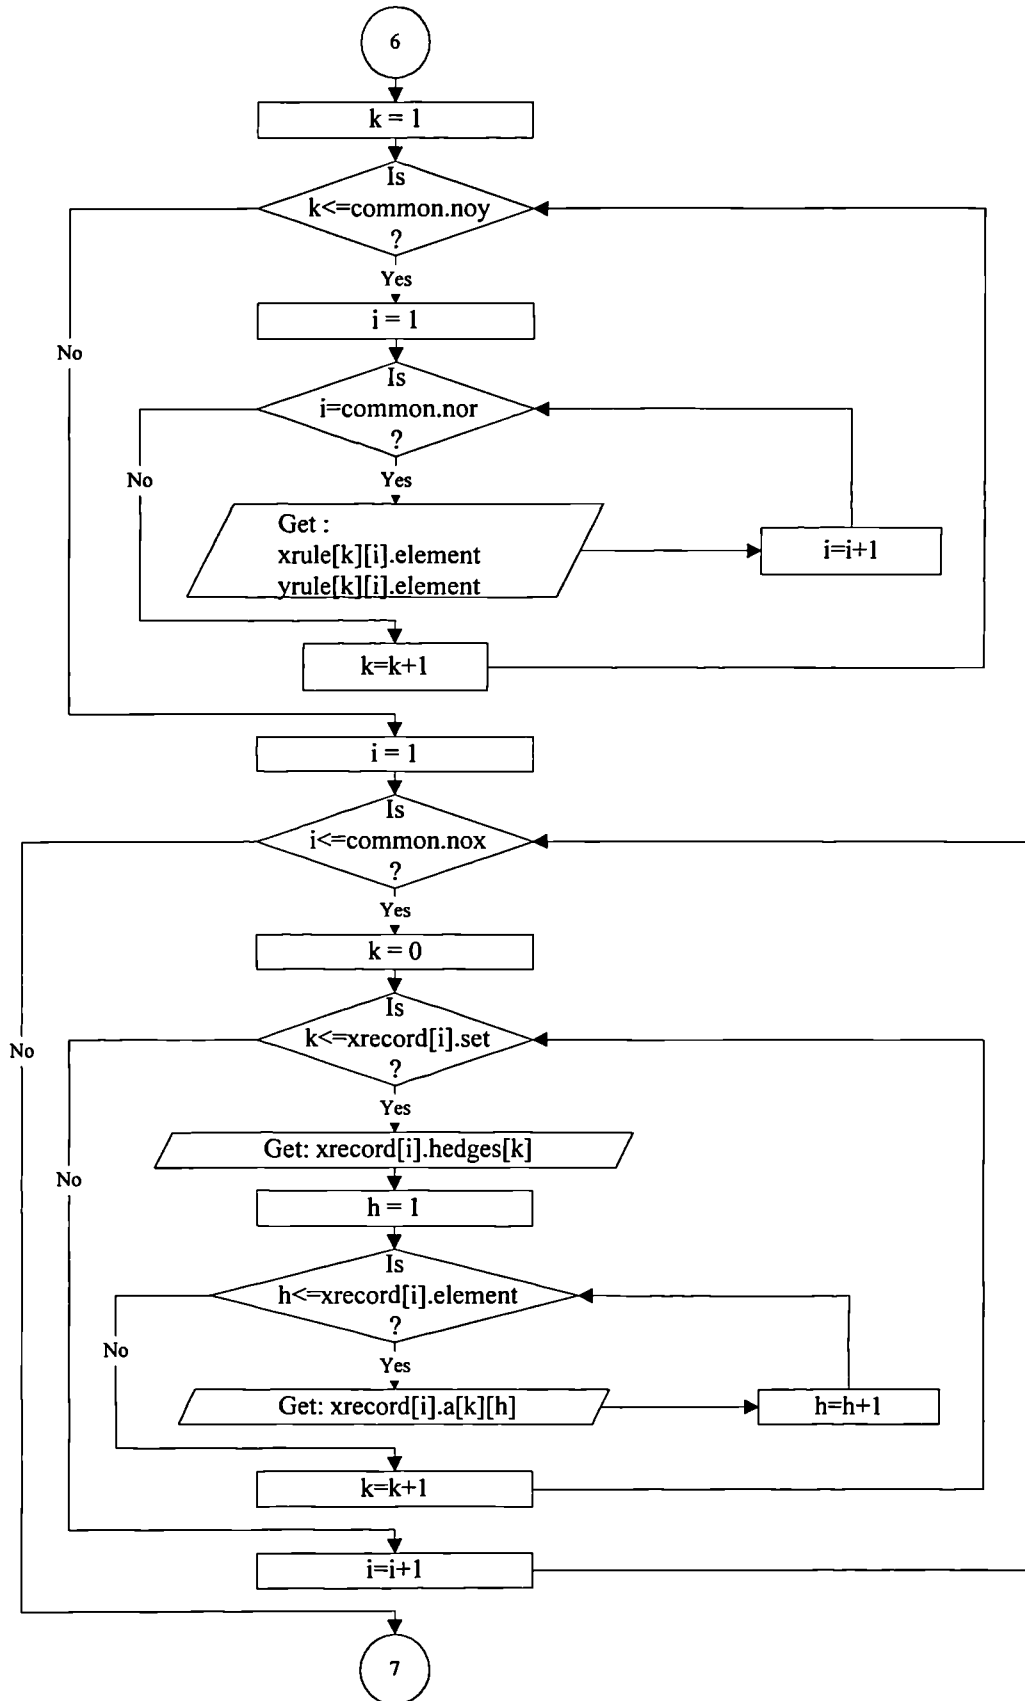 6
k = 1
Is
k<=common.noy
?
Yes
i = 1
No
Is
i=common.nor
?
No
Yes
Get :
xrule[k][i].element
yrule[k][i].element
i=i+1
k=k+1
i = 1
Is
i<=common.nox
?
Yes
k = 0
Is
k<=xrecord[i].set
?
No
Yes
Get: xrecord[i].hedges[k]
No
h = 1
Is
h<=xrecord[i].element
?
No
Yes
Get: xrecord[i].a[k][h]
h=h+1
k=k+1
i=i+1
7